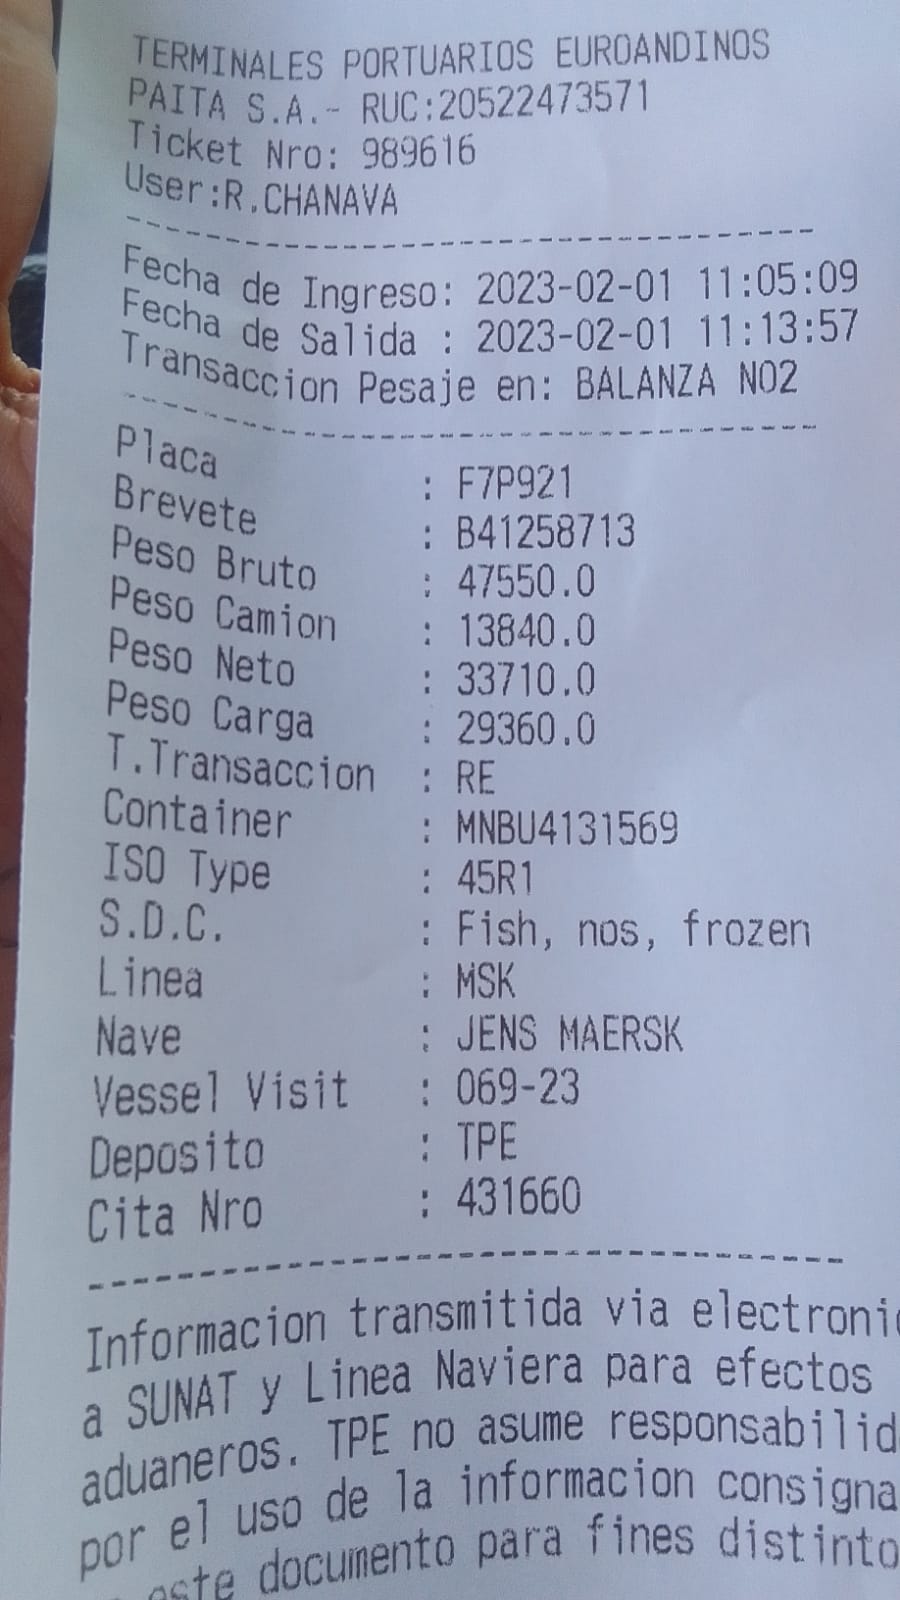 TERMINALES PORTUARIOS EUROANDINOS
PAITA S.A.- RUC:20522473571
Ticket Nro: 989616
User:R.CHANAVA
----------------------------------
Fecha de Ingreso: 2023-02-01 11:05:09
Fecha de Salida : 2023-02-01 11:13:57
Transaccion Pesaje en: BALANZA NO2
----------------------------------
Placa : F7P921
Brevete : B41258713
Peso Bruto : 47550.0
Peso Camion : 13840.0
Peso Neto : 33710.0
Peso Carga : 29360.0
T.Transaccion : RE
Container : MNBU4131569
ISO Type : 45R1
S.D.C. : Fish, nos, frozen
Linea : MSK
Nave : JENS MAERSK
Vessel Visit : 069-23
Deposito : TPE
Cita Nro : 431660
----------------------------------
Informacion transmitida via electronic
a SUNAT y Linea Naviera para efectos
aduaneros. TPE no asume responsabilid
por el uso de la informacion consigna
este documento para fines distinto